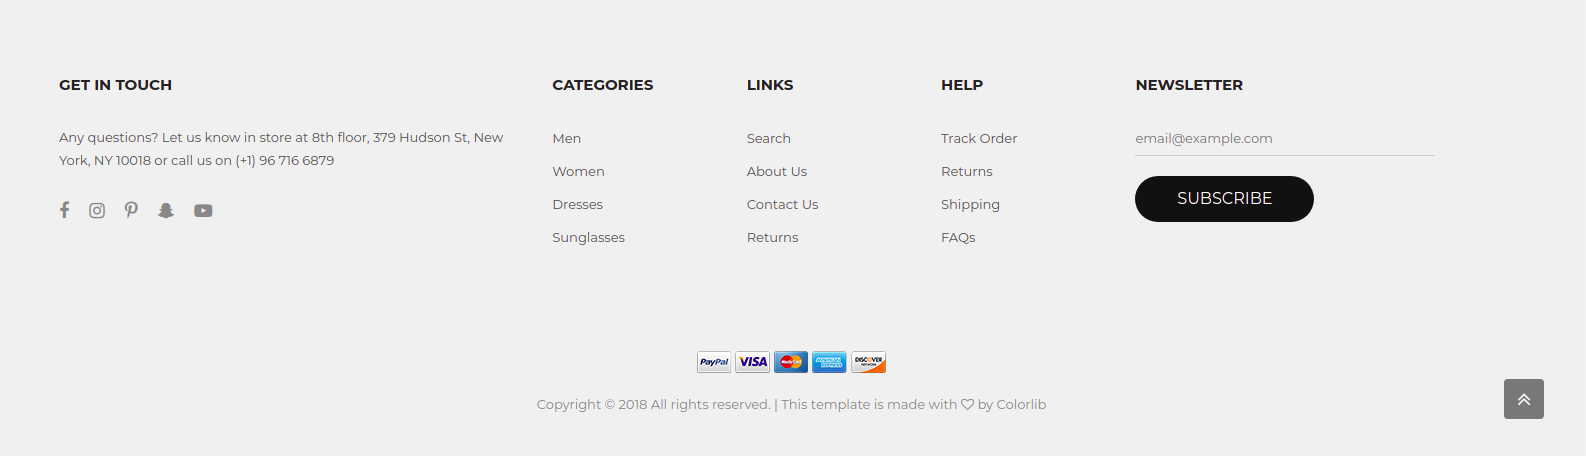 GET IN TOUCH
Any questions? Let us know in store at 8th floor, 379 Hudson St, New
York, NY 10018 or call us on (+1) 96 716 6879
CATEGORIES
Men
Women
Dresses
Sunglasses
LINKS
Search
About Us
Contact Us
Returns
HELP
Track Order
Returns
Shipping
FAQs
NEWSLETTER
email@example.com
SUBSCRIBE
PayPal VISA MasterCard AMERICAN EXPRESS DISCOVER NETWORK
Copyright © 2018 All rights reserved. | This template is made with ♡ by Colorlib